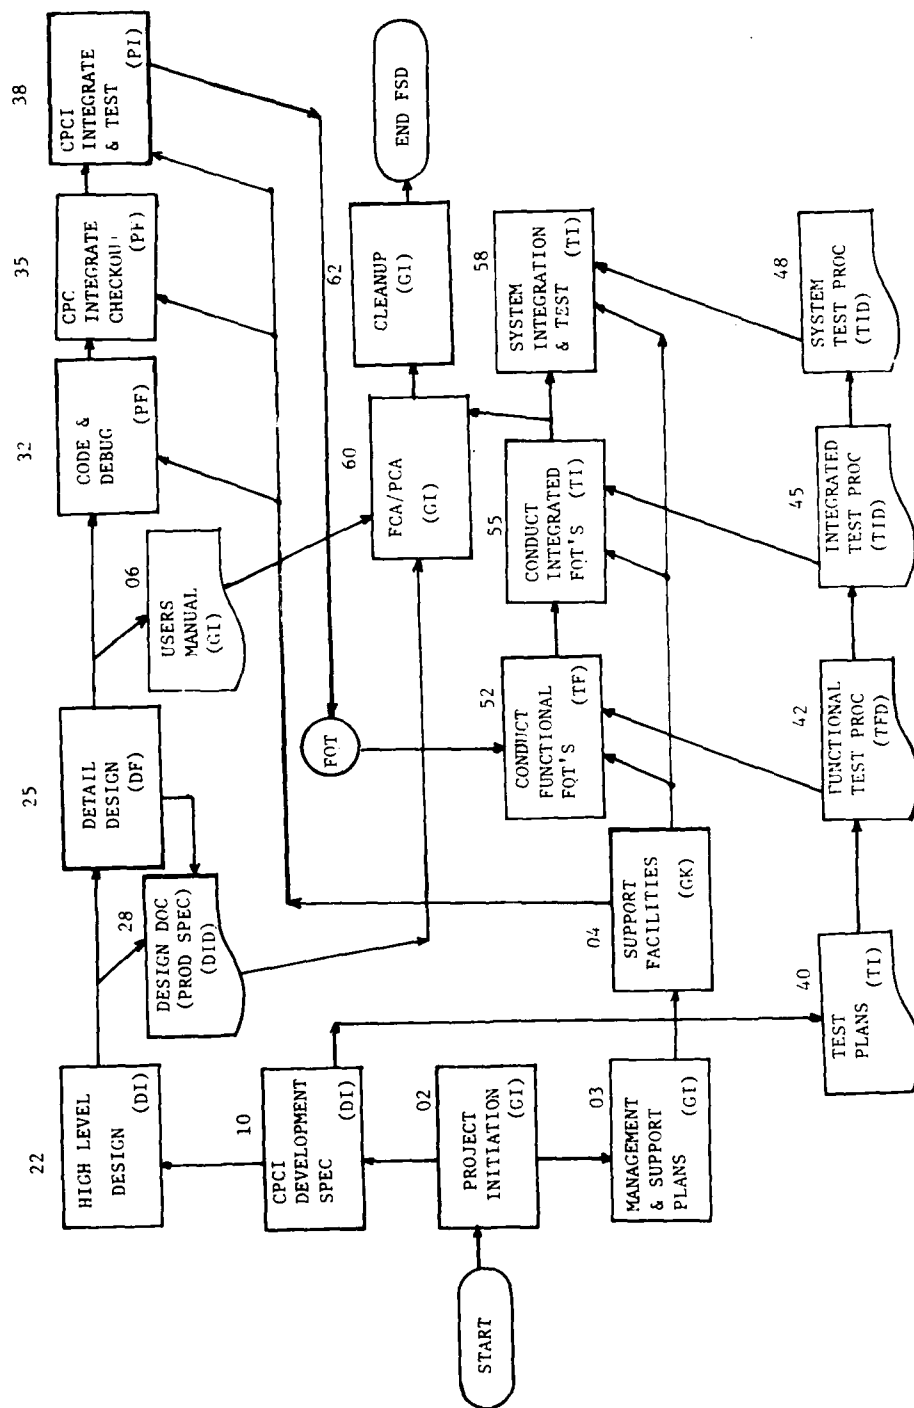 22
HIGH LEVEL
DESIGN
(DI)
25
DETAIL
DESIGN
(DF)
32
CODE &
DEBUG
(PF)
35
CPC
INTEGRATE
(PF)
38
CPCI
INTEGRATE
& TEST
(PI)
28
DESIGN DOC
(PROD SPEC)
(DID)
06
USERS
MANUAL
(GI)
10
CPCI
DEVELOPMENT
SPEC
(DI)
FQT
60
FCA/PCA
(GI)
62
CLEANUP
(GI)
END FSD
START
02
PROJECT
INITIATION
(GI)
52
CONDUCT
FUNCTIONAL
FQT'S
(TF)
55
CONDUCT
INTEGRATED
FQT'S
(TI)
58
SYSTEM
INTEGRATION
& TEST
(TI)
03
MANAGEMENT
& SUPPORT
PLANS
(GI)
04
SUPPORT
FACILITIES
(GK)
40
TEST
PLANS
(TI)
42
FUNCTIONAL
TEST PROC
(TFD)
45
INTEGRATED
TEST PROC
(TID)
48
SYSTEM
TEST PROC
(TID)